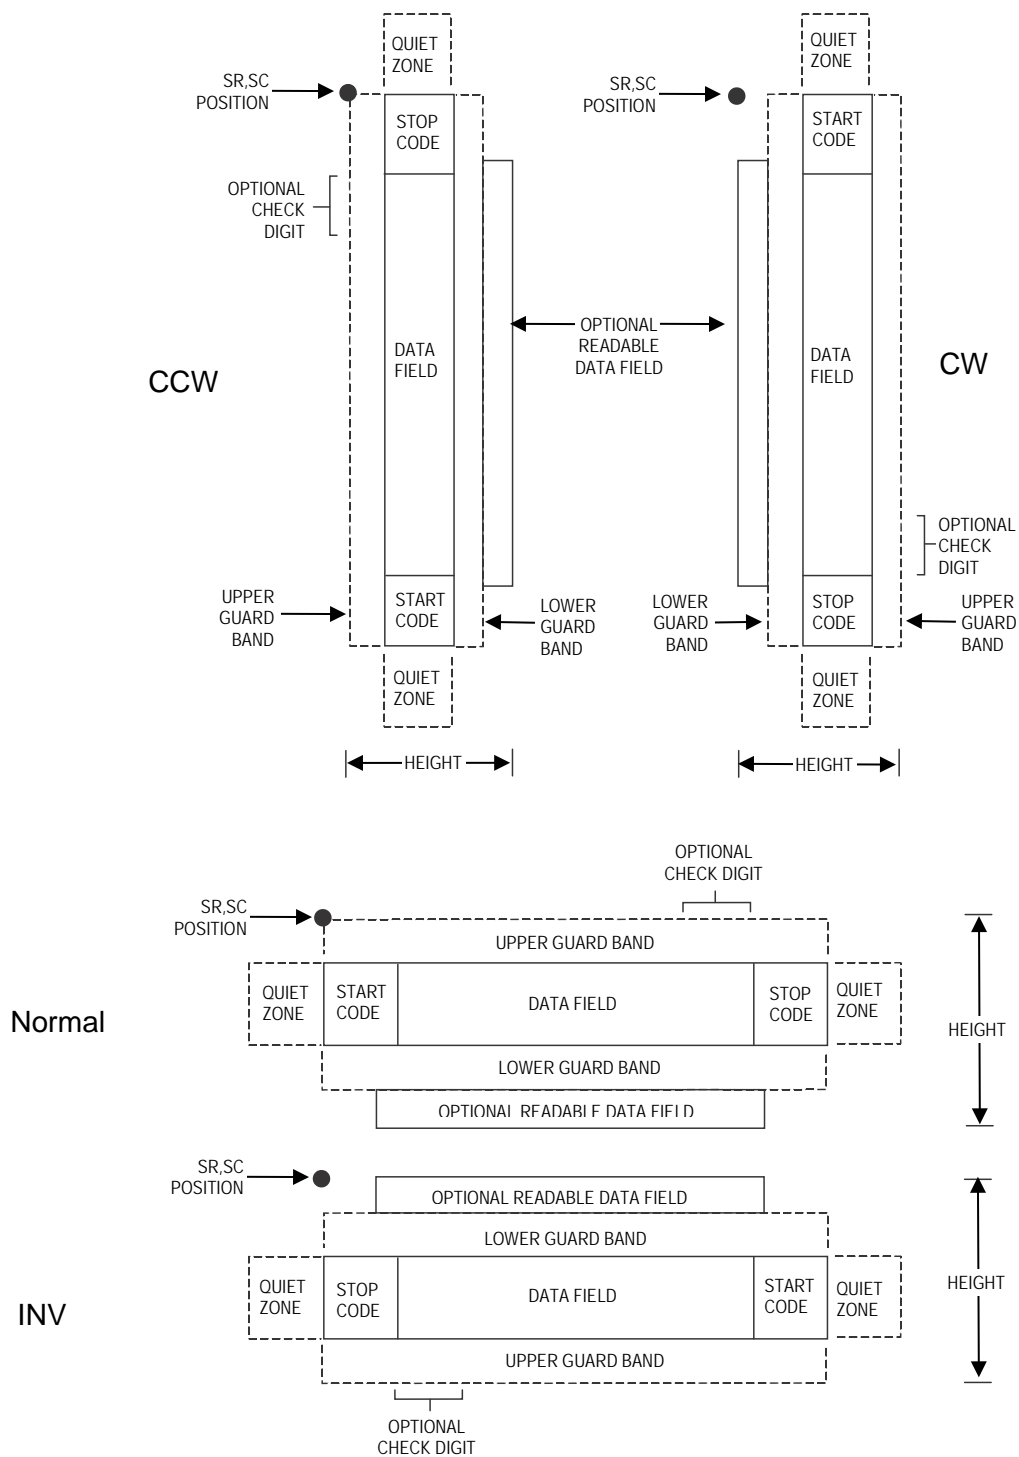 QUIET
ZONE
SR,SC
POSITION
STOP
CODE
OPTIONAL
CHECK
DIGIT
DATA
FIELD
CCW
UPPER
GUARD
BAND
START
CODE
LOWER
GUARD
BAND
QUIET
ZONE
HEIGHT
OPTIONAL
READABLE
DATA FIELD
QUIET
ZONE
SR,SC
POSITION
START
CODE
DATA
FIELD
CW
OPTIONAL
CHECK
DIGIT
LOWER
GUARD
BAND
STOP
CODE
UPPER
GUARD
BAND
QUIET
ZONE
HEIGHT
OPTIONAL
CHECK DIGIT
SR,SC
POSITION
UPPER GUARD BAND
Normal
QUIET
ZONE
START
CODE
DATA FIELD
STOP
CODE
QUIET
ZONE
HEIGHT
LOWER GUARD BAND
OPTIONAL READABLE DATA FIELD
SR,SC
POSITION
OPTIONAL READABLE DATA FIELD
LOWER GUARD BAND
INV
QUIET
ZONE
STOP
CODE
DATA FIELD
START
CODE
QUIET
ZONE
HEIGHT
UPPER GUARD BAND
OPTIONAL
CHECK DIGIT